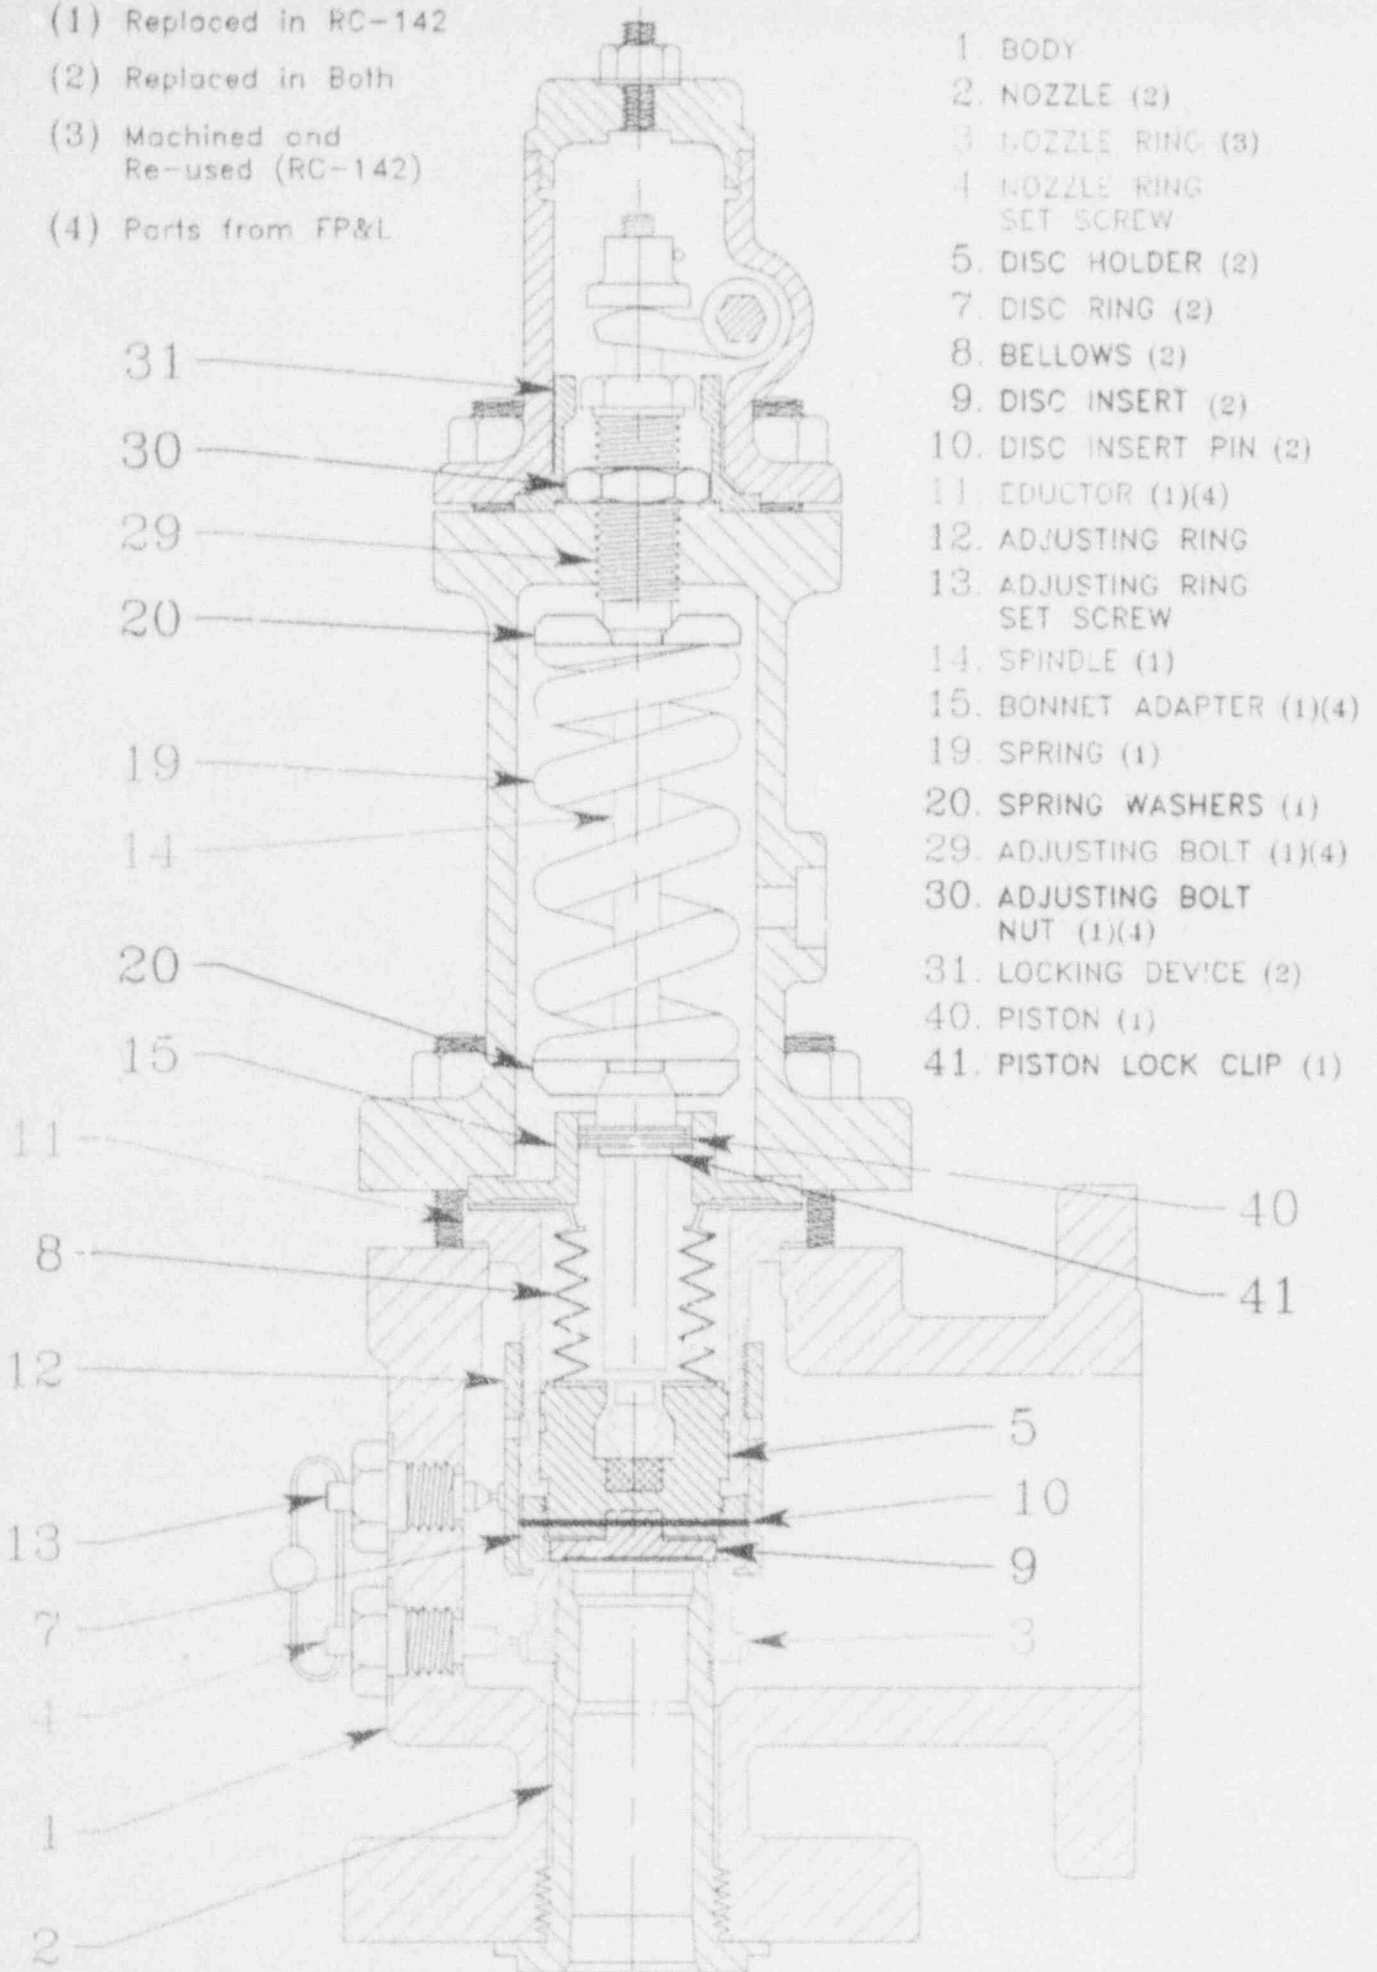 (1) Replaced in RC-142
(2) Replaced in Both
(3) Machined and
Re-used (RC-142)
(4) Parts from FP&L
1. BODY
2. NOZZLE (2)
3 NOZZLE RING (3)
4 NOZZLE RING
SET SCREW
5. DISC HOLDER (2)
7. DISC RING (2)
8. BELLOWS (2)
9. DISC INSERT (2)
10. DISC INSERT PIN (2)
11 EDUCTOR (1)(4)
12. ADJUSTING RING
13. ADJUSTING RING
SET SCREW
14. SPINDLE (1)
15. BONNET ADAPTER (1)(4)
19. SPRING (1)
20. SPRING WASHERS (1)
29. ADJUSTING BOLT (1)(4)
30. ADJUSTING BOLT
NUT (1)(4)
31. LOCKING DEVICE (2)
40. PISTON (1)
41. PISTON LOCK CLIP (1)
31
30
29
20
19
14
20
15
11
8
12
13
7
4
1
2
40
41
5
10
9
3